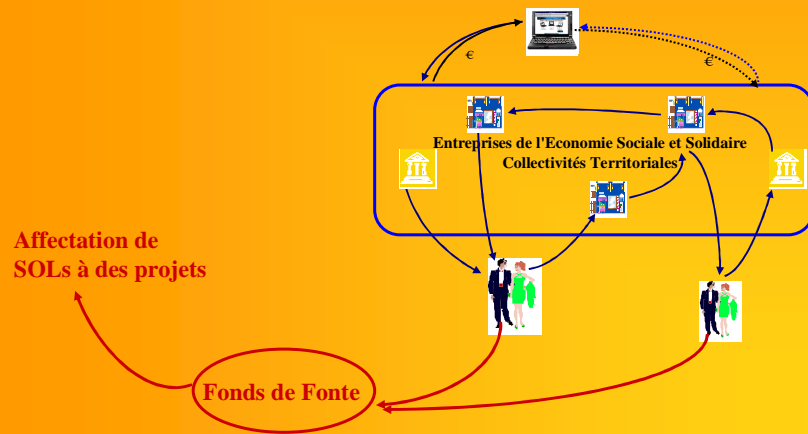 €
€
Entreprises de l'Economie Sociale et Solidaire
Collectivités Territoriales
Affectation de
SOLs à des projets
Fonds de Fonte